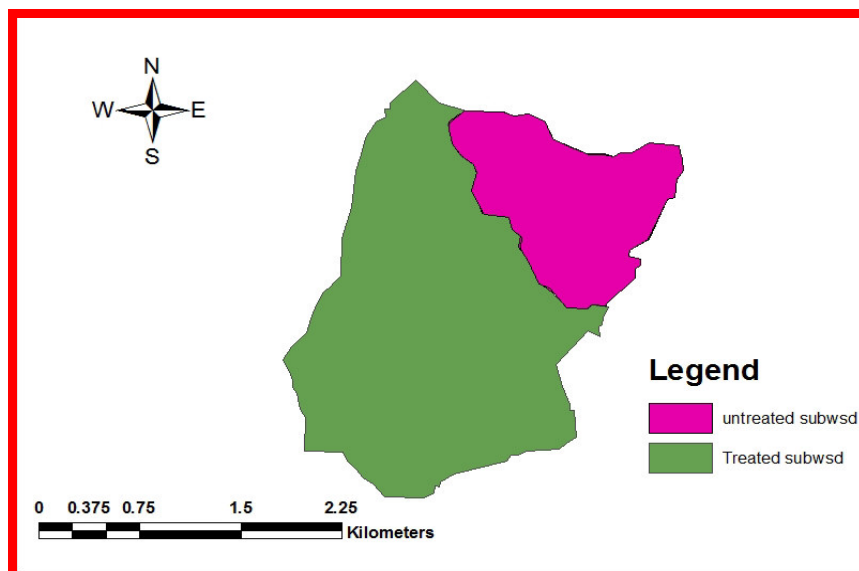 N
W E
S
Legend
untreated subwsd
Treated subwsd
0 0.375 0.75 1.5 2.25
Kilometers